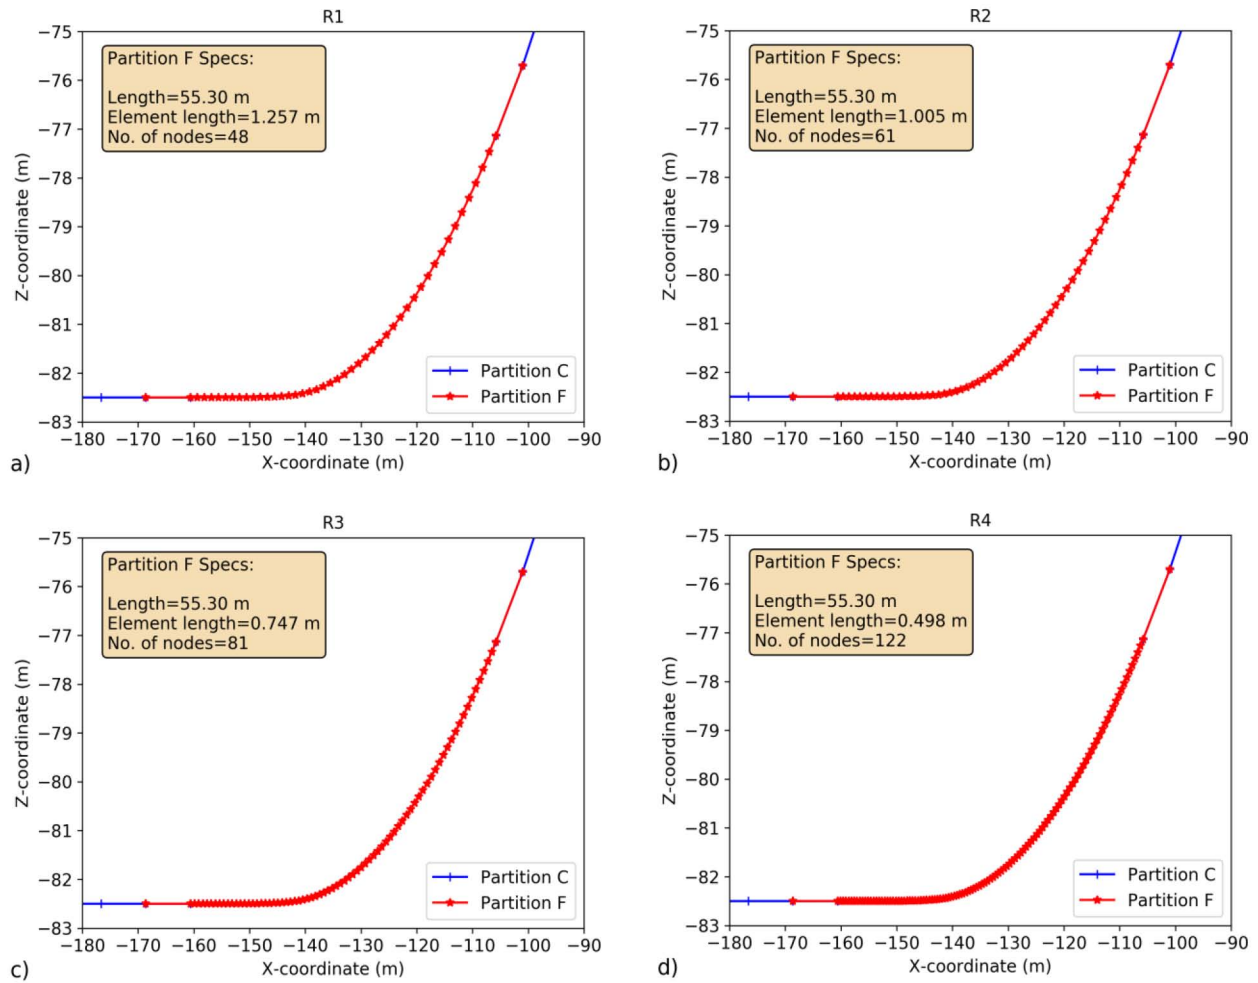 R1
−75
−76
−77
−78
−79
−80
−81
−82
−83
Z-coordinate (m)
Partition F Specs:
Length=55.30 m
Element length=1.257 m
No. of nodes=48
Partition C
Partition F
−180 −170 −160 −150 −140 −130 −120 −110 −100 −90
X-coordinate (m)
a)
R2
−75
−76
−77
−78
−79
−80
−81
−82
−83
Z-coordinate (m)
Partition F Specs:
Length=55.30 m
Element length=1.005 m
No. of nodes=61
Partition C
Partition F
−180 −170 −160 −150 −140 −130 −120 −110 −100 −90
X-coordinate (m)
b)
R3
−75
−76
−77
−78
−79
−80
−81
−82
−83
Z-coordinate (m)
Partition F Specs:
Length=55.30 m
Element length=0.747 m
No. of nodes=81
Partition C
Partition F
−180 −170 −160 −150 −140 −130 −120 −110 −100 −90
X-coordinate (m)
c)
R4
−75
−76
−77
−78
−79
−80
−81
−82
−83
Z-coordinate (m)
Partition F Specs:
Length=55.30 m
Element length=0.498 m
No. of nodes=122
Partition C
Partition F
−180 −170 −160 −150 −140 −130 −120 −110 −100 −90
X-coordinate (m)
d)